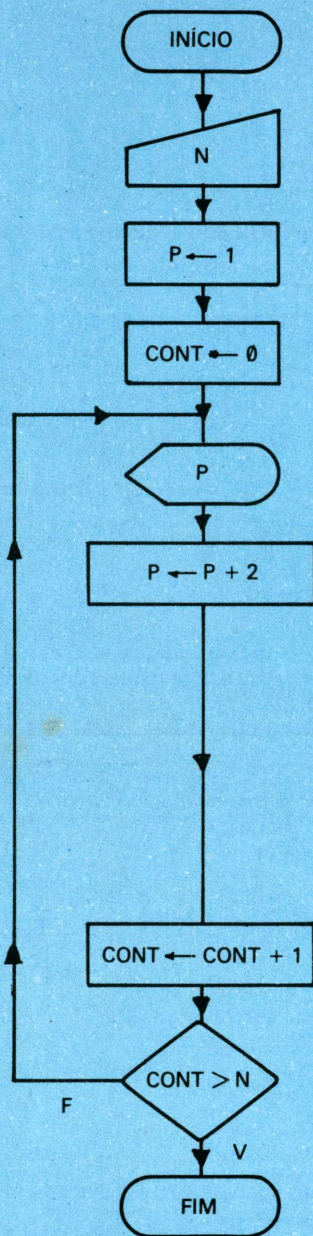 INÍCIO
N
P ← 1
CONT ← Ø
P
P ← P + 2
CONT ← CONT + 1
CONT > N
F
V
FIM